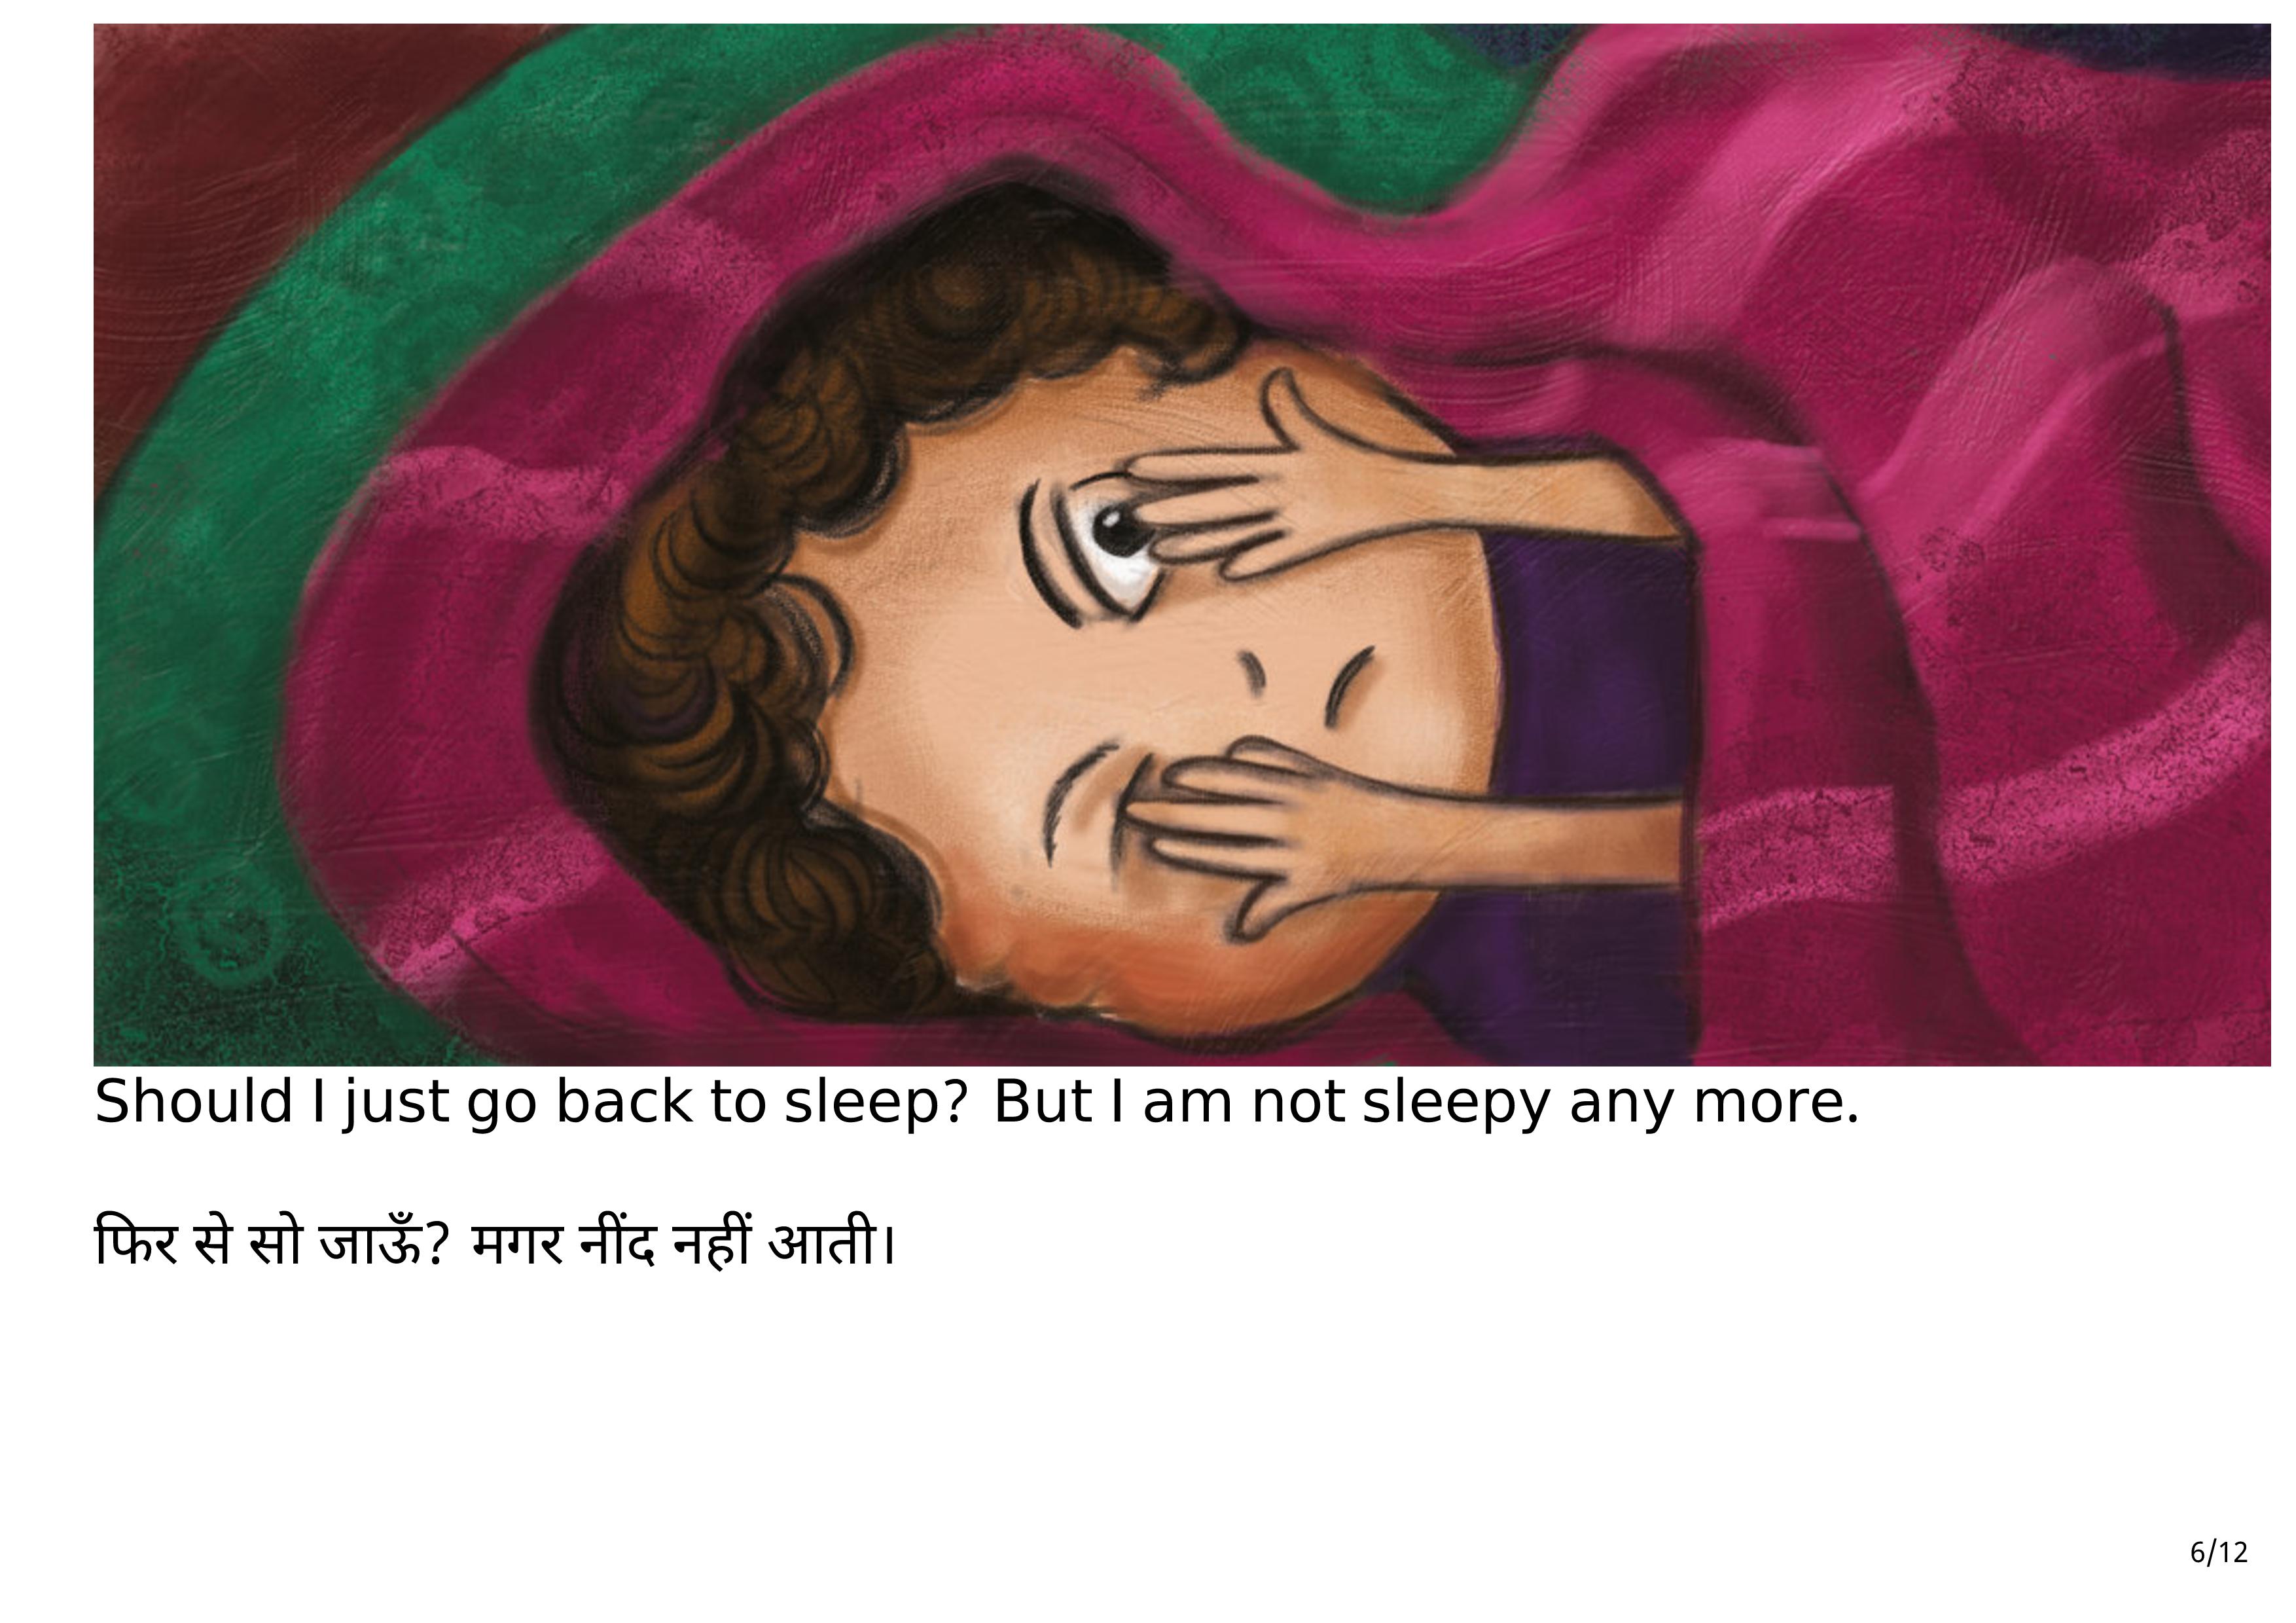 Should I just go back to sleep? But I am not sleepy any more.
फिर से सो जाऊँ? मगर नींद नहीं आती।
6/12